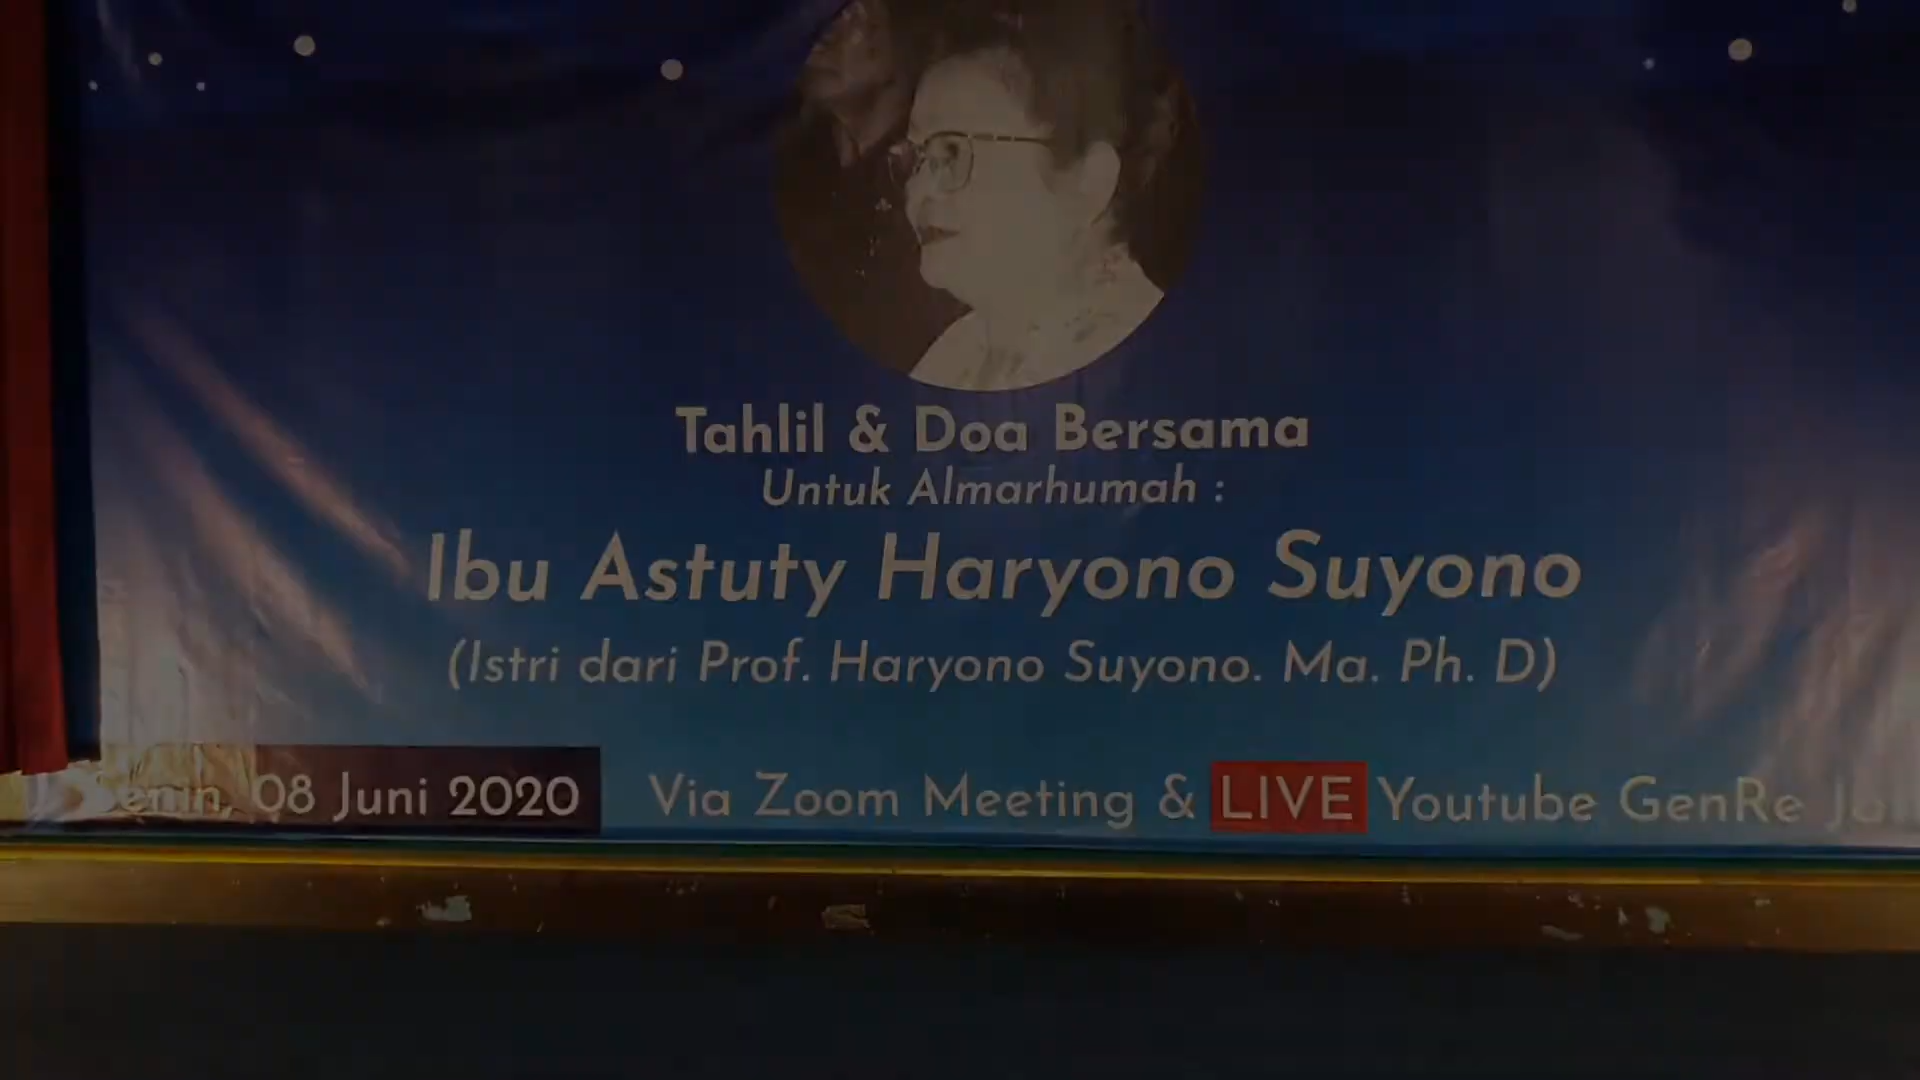 Tahlil & Doa Bersama
Untuk Almarhumah :
Ibu Astuty Haryono Suyono
(Istri dari Prof. Haryono Suyono. Ma. Ph. D)
Senin, 08 Juni 2020 Via Zoom Meeting & LIVE Youtube GenRe